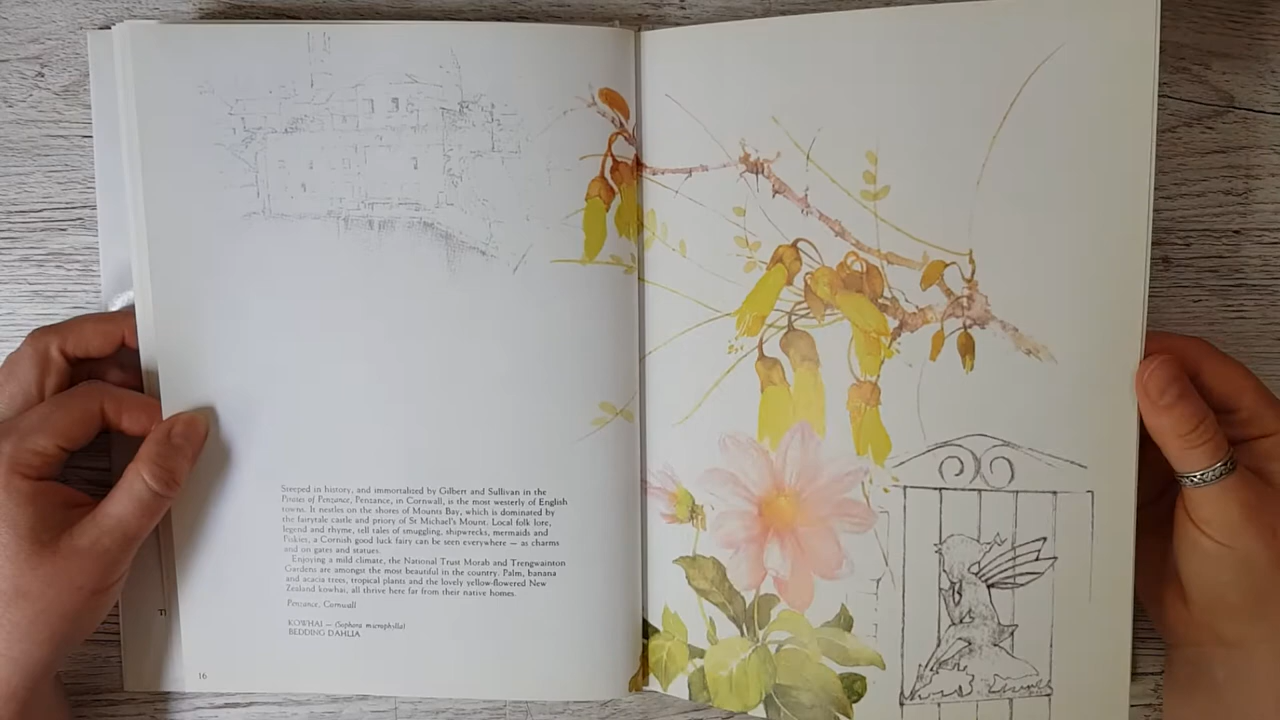 Steeped in history, and immortalized by Gilbert and Sullivan in the
Pirates of Penzance, Penzance, in Cornwall, is the most westerly of English
towns. It nestles on the shores of Mounts Bay, which is dominated by
the fairytale castle and priory of St Michael's Mount. Local folk lore,
legend and rhyme, tell tales of smuggling, shipwrecks, mermaids and
Piskies, a Cornish good luck fairy can be seen everywhere — as charms
and on gates and statues.
Enjoying a mild climate, the National Trust Morab and Trengwainton
Gardens are amongst the most beautiful in the country. Palm, banana
and acacia trees, tropical plants and the lovely yellow-flowered New
Zealand kowhai, all thrive here far from their native homes.
Penzance, Cornwall
KOWHAI — (Sophora microphylla)
BEDDING DAHLIA
16